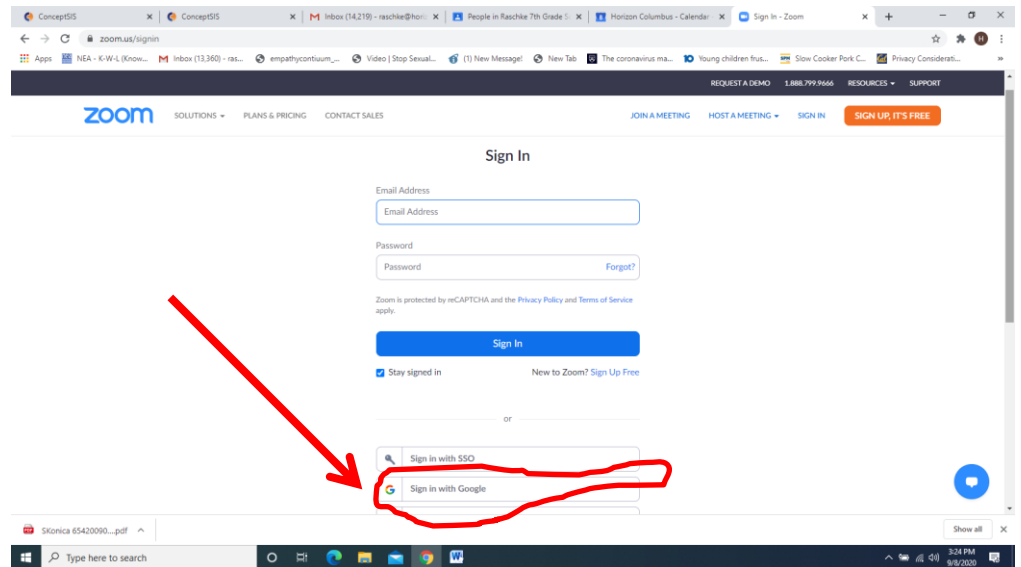 ConceptSIS
ConceptSIS
Inbox (14,219) - raschke@hori
People in Raschke 7th Grade S
Horizon Columbus - Calendar
Sign In - Zoom
zoom.us/signin
H
Apps
NEA - K-W-L (Know...
Inbox (13,360) - ras...
empathycontiuum_...
Video | Stop Sexual...
(1) New Message!
New Tab
The coronavirus ma...
Young children frus...
Slow Cooker Pork C...
Privacy Considerati...
»
REQUEST A DEMO 1.888.799.9666 RESOURCES SUPPORT
zoom
SOLUTIONS PLANS & PRICING CONTACT SALES
JOIN A MEETING HOST A MEETING SIGN IN SIGN UP, IT'S FREE
Sign In
Email Address
Email Address
Password
Password Forgot?
Zoom is protected by reCAPTCHA and the Privacy Policy and Terms of Service
apply.
Sign In
Stay signed in New to Zoom? Sign Up Free
or
Sign in with SSO
Sign in with Google
SKonica 65420090....pdf
Show all
Type here to search
3:24 PM
9/8/2020